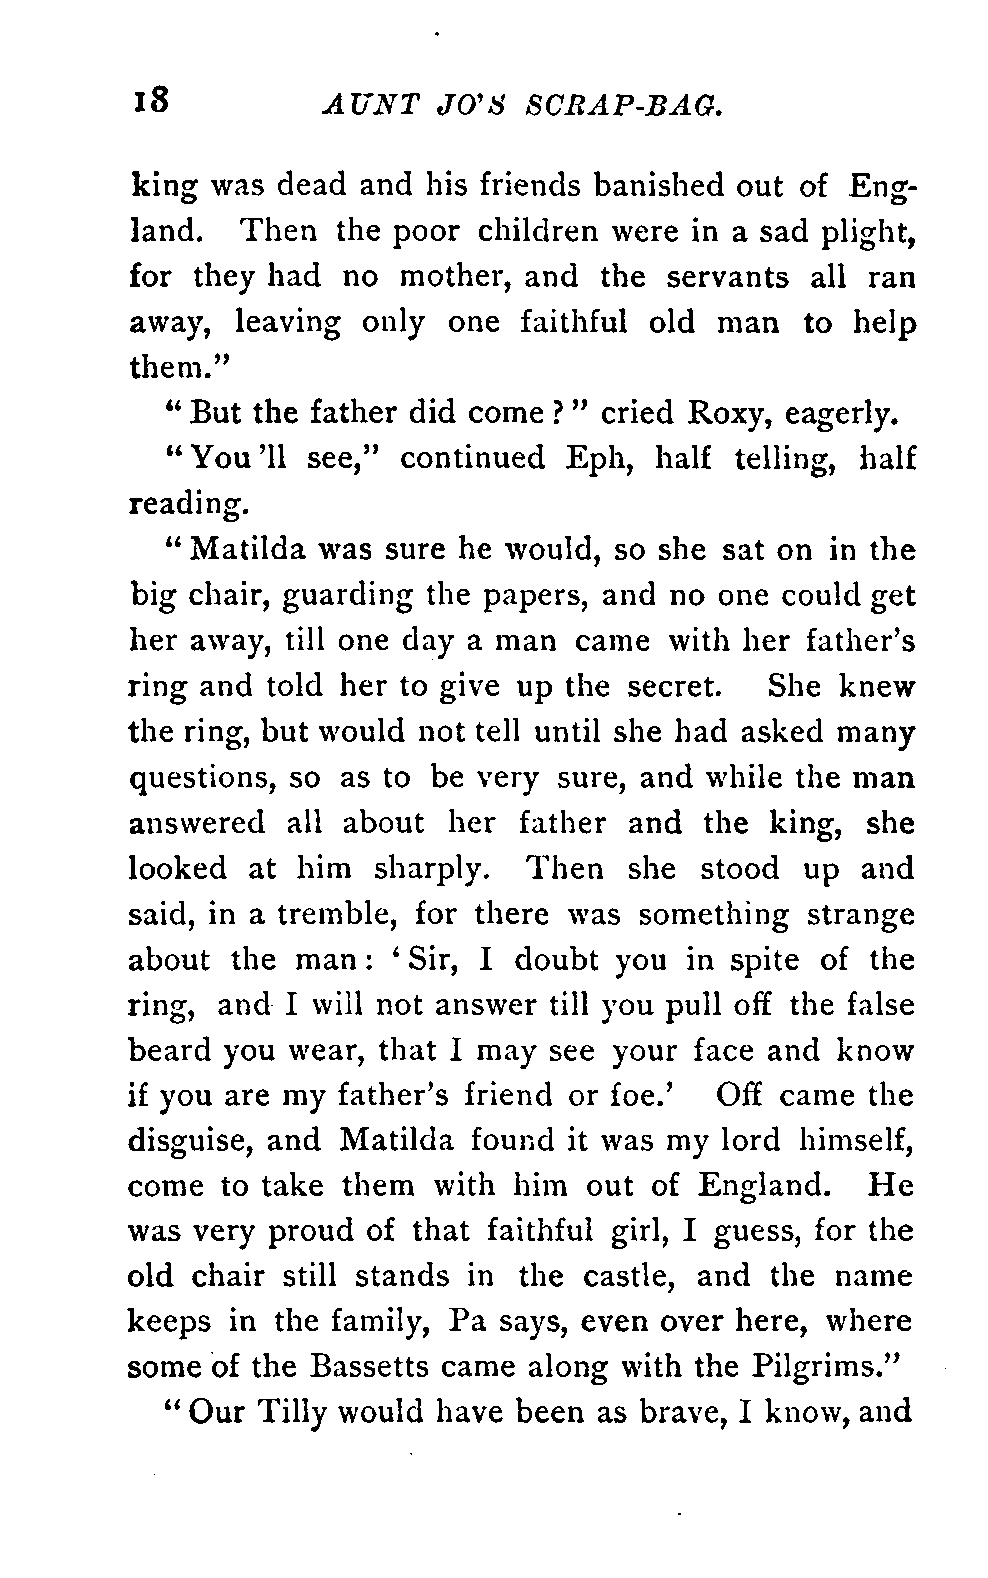 18 AUNT JO'S SCRAP-BAG.
king was dead and his friends banished out of Eng-
land. Then the poor children were in a sad plight,
for they had no mother, and the servants all ran
away, leaving only one faithful old man to help
them."
"But the father did come?" cried Roxy, eagerly.
"You'll see," continued Eph, half telling, half
reading.
"Matilda was sure he would, so she sat on in the
big chair, guarding the papers, and no one could get
her away, till one day a man came with her father's
ring and told her to give up the secret. She knew
the ring, but would not tell until she had asked many
questions, so as to be very sure, and while the man
answered all about her father and the king, she
looked at him sharply. Then she stood up and
said, in a tremble, for there was something strange
about the man: 'Sir, I doubt you in spite of the
ring, and I will not answer till you pull off the false
beard you wear, that I may see your face and know
if you are my father's friend or foe.' Off came the
disguise, and Matilda found it was my lord himself,
come to take them with him out of England. He
was very proud of that faithful girl, I guess, for the
old chair still stands in the castle, and the name
keeps in the family, Pa says, even over here, where
some of the Bassetts came along with the Pilgrims."
"Our Tilly would have been as brave, I know, and